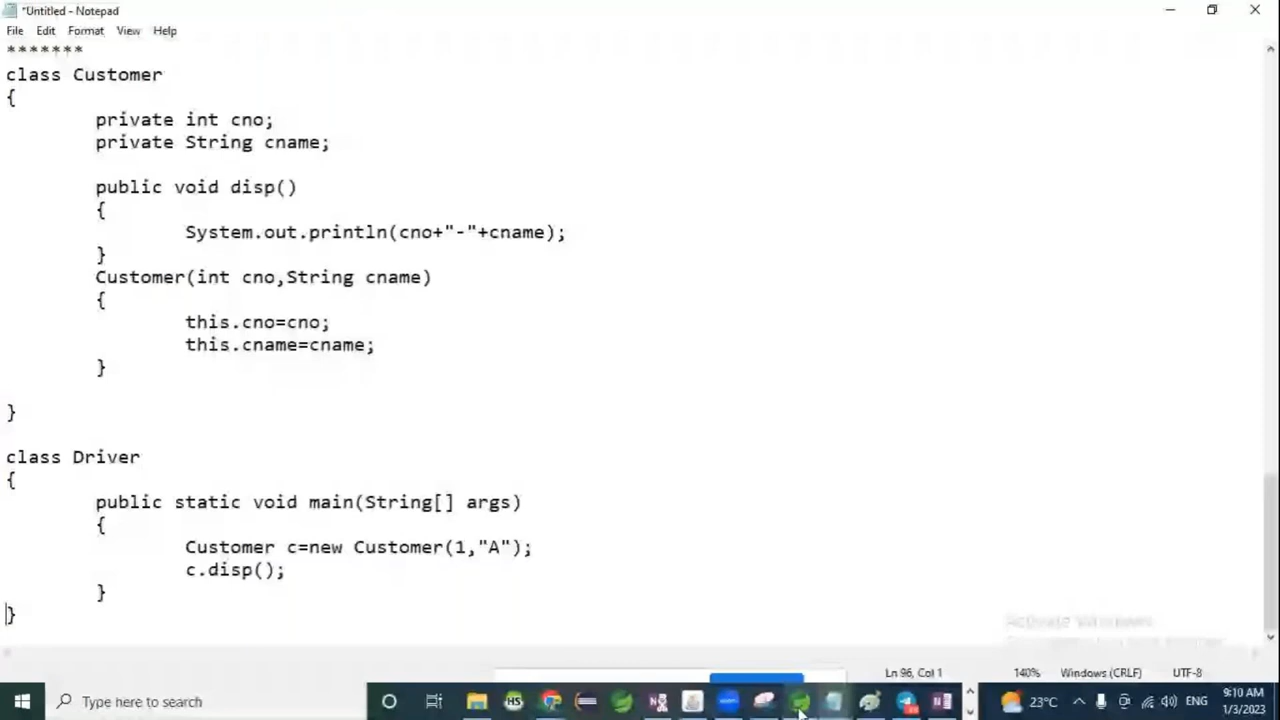 *Untitled - Notepad
File Edit Format View Help
*******
class Customer
{
private int cno;
private String cname;
public void disp()
{
System.out.println(cno+"-"+cname);
}
Customer(int cno,String cname)
{
this.cno=cno;
this.cname=cname;
}
}
class Driver
{
public static void main(String[] args)
{
Customer c=new Customer(1,"A");
c.disp();
}
}
Activate Windows
Ln 96, Col 1 140% Windows (CRLF) UTF-8
Type here to search
23°C ENG
9:10 AM
1/3/2023